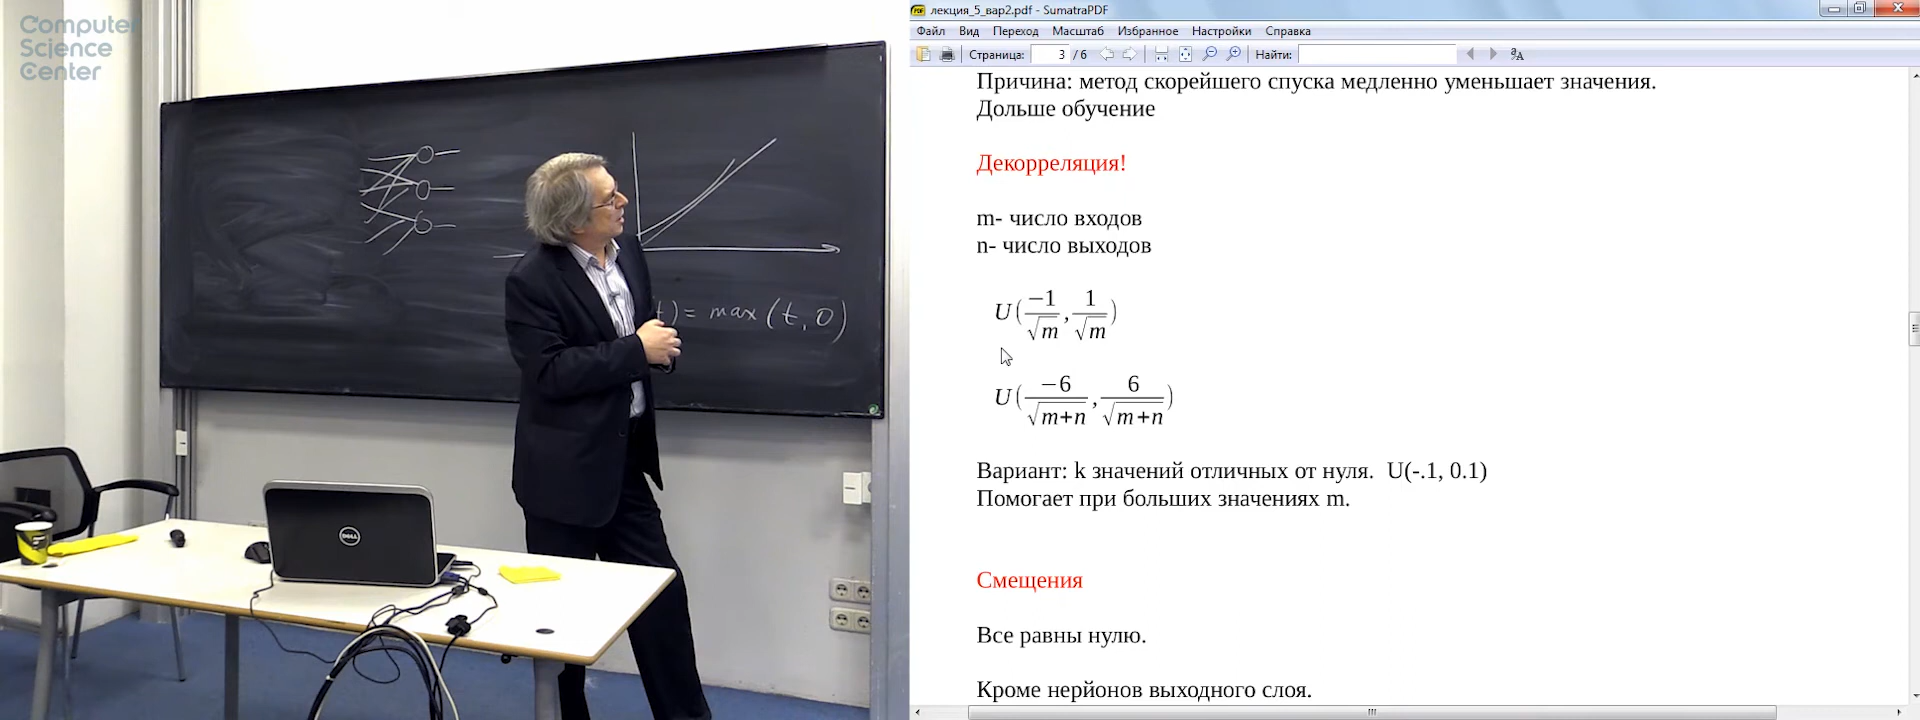 Computer
Science
Center
t) = max (t, 0)
DELL
лекция_5_вар2.pdf - SumatraPDF
Файл Вид Переход Масштаб Избранное Настройки Справка
Страница: 3 / 6 Найти:
Причина: метод скорейшего спуска медленно уменьшает значения.
Дольше обучение
Декорреляция!
m- число входов
n- число выходов
U(-1/√m, 1/√m)
U(-6/√m+n, 6/√m+n)
Вариант: k значений отличных от нуля. U(-.1, 0.1)
Помогает при больших значениях m.
Смещения
Все равны нулю.
Кроме нерйонов выходного слоя.